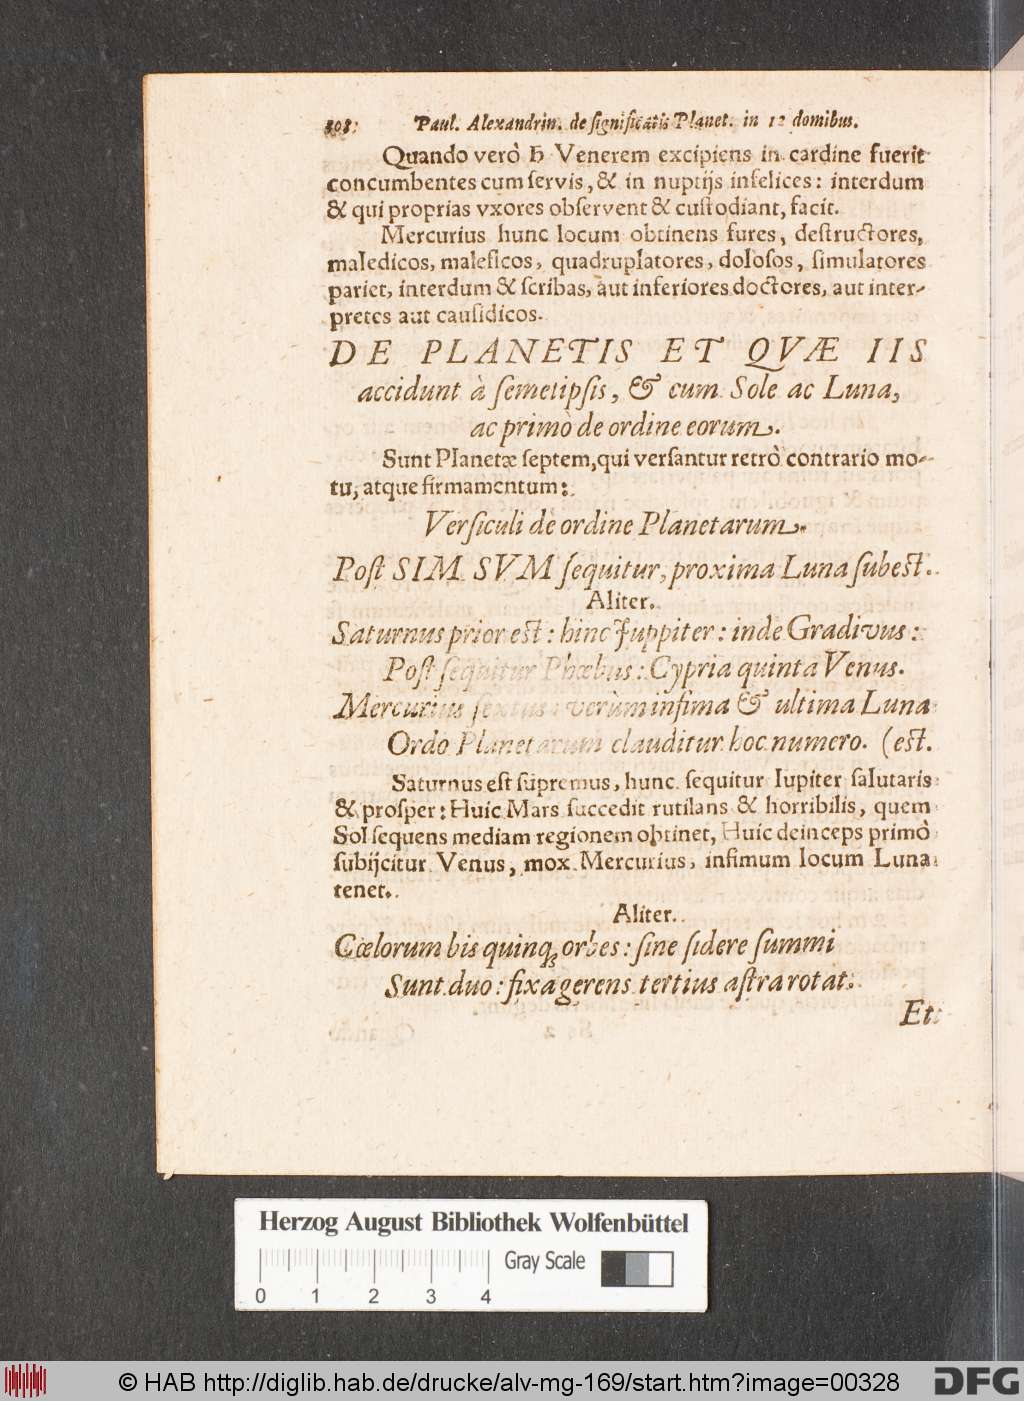 308. Paul. Alexandrin. de significatis Planet. in 12 domibus.
Quando verò ♄ Venerem excipiens in cardine fuerit
concumbentes cum servis, & in nuptijs infelices: interdum
& qui proprias vxores observent & custodiant, facit.
Mercurius hunc locum obtinens fures, destructores,
maledicos, maleficos, quadruplatores, dolosos, simulatores
pariet, interdum & scribas, aut inferiores doctores, aut inter-
pretes aut causidicos.
DE PLANETIS ET QVÆ IIS
accidunt à semetipsis, & cum Sole ac Luna,
ac primò de ordine eorum.
Sunt Planetæ septem, qui versantur retrò contrario mo-
tu, atque firmamentum:
Versiculi de ordine Planetarum.
Post SIM SVM sequitur, proxima Luna subest.
Aliter.
Saturnus prior est: hinc Juppiter: inde Gradivus:
Post sequitur Phœbus: Cypria quinta Venus.
Mercurius sextus: verùm infima & ultima Luna
Ordo Planetarum clauditur hoc numero. (est.
Saturnus est supremus, hunc sequitur Iupiter salutaris
& prosper: Huic Mars succedit rutilans & horribilis, quem
Sol sequens mediam regionem obtinet, Huic deinceps primò
subijcitur Venus, mox Mercurius, infimum locum Luna
tenet.
Aliter.
Cœlorum bis quinq; orbes: sine sidere summi
Sunt duo: fixa gerens tertius astra rotat:
Et
Herzog August Bibliothek Wolfenbüttel
Gray Scale
0 1 2 3 4
© HAB http://diglib.hab.de/drucke/alv-mg-169/start.htm?image=00328
DFG